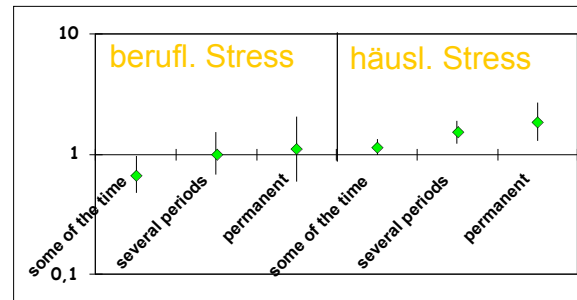 10
berufl. Stress
häusl. Stress
1
some of the time
several periods
permanent
some of the time
several periods
permanent
0,1